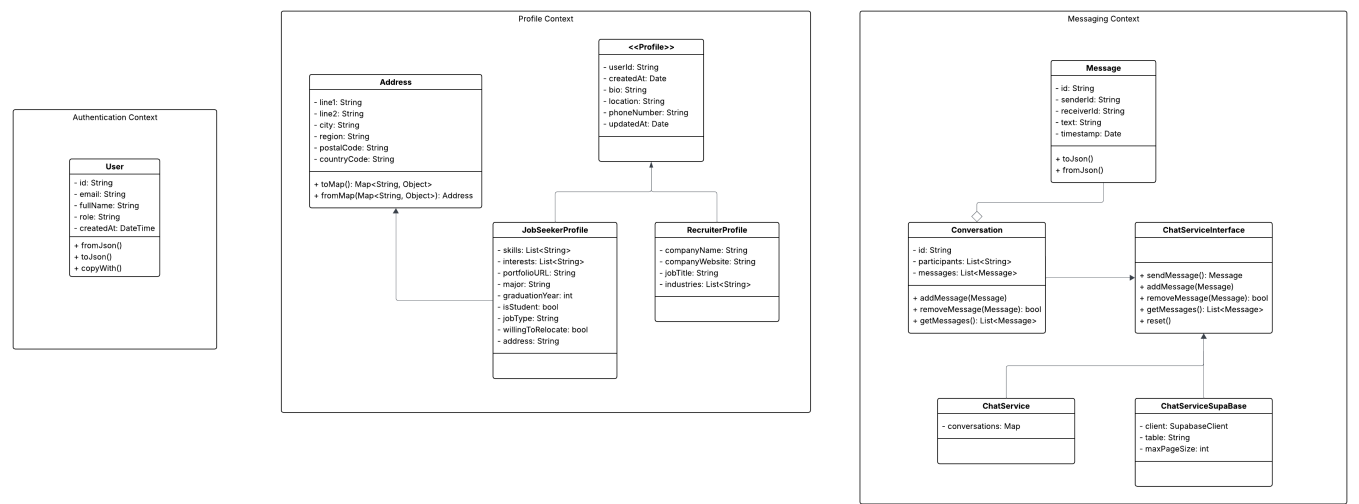 Authentication Context
User
- id: String
- email: String
- fullName: String
- role: String
- createdAt: DateTime
+ fromJson()
+ toJson()
+ copyWith()
Profile Context
Address
- line1: String
- line2: String
- city: String
- region: String
- postalCode: String
- countryCode: String
+ toMap(): Map<String, Object>
+ fromMap(Map<String, Object>): Address
<<Profile>>
- userId: String
- createdAt: Date
- bio: String
- location: String
- phoneNumber: String
- updatedAt: Date
JobSeekerProfile
- skills: List<String>
- interests: List<String>
- portfolioURL: String
- major: String
- graduationYear: int
- isStudent: bool
- jobType: String
- willingToRelocate: bool
- address: String
RecruiterProfile
- companyName: String
- companyWebsite: String
- jobTitle: String
- industries: List<String>
Messaging Context
Message
- id: String
- senderId: String
- receiverId: String
- text: String
- timestamp: Date
+ toJson()
+ fromJson()
Conversation
- id: String
- participants: List<String>
- messages: List<Message>
+ addMessage(Message)
+ removeMessage(Message): bool
+ getMessages(): List<Message>
ChatServiceInterface
+ sendMessage(): Message
+ addMessage(Message)
+ removeMessage(Message): bool
+ getMessages(): List<Message>
+ reset()
ChatService
- conversations: Map
ChatServiceSupaBase
- client: SupabaseClient
- table: String
- maxPageSize: int